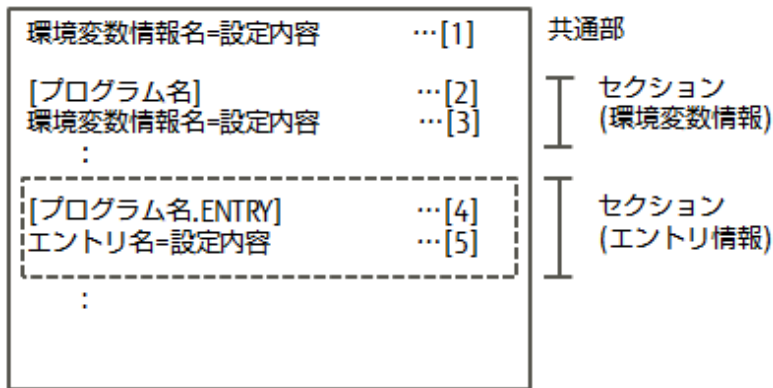 環境変数情報名=設定内容 …[1] 共通部
[プログラム名] …[2] セクション
環境変数情報名=設定内容 …[3] (環境変数情報)
:
[プログラム名.ENTRY] …[4] セクション
エントリ名=設定内容 …[5] (エントリ情報)
: